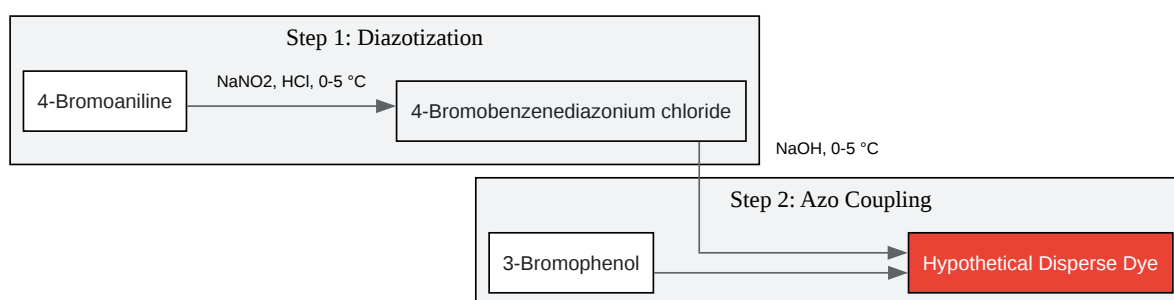 Step 1: Diazotization
NaNO2, HCl, 0-5 °C
4-Bromoaniline
4-Bromobenzenediazonium chloride
NaOH, 0-5 °C
Step 2: Azo Coupling
3-Bromophenol
Hypothetical Disperse Dye